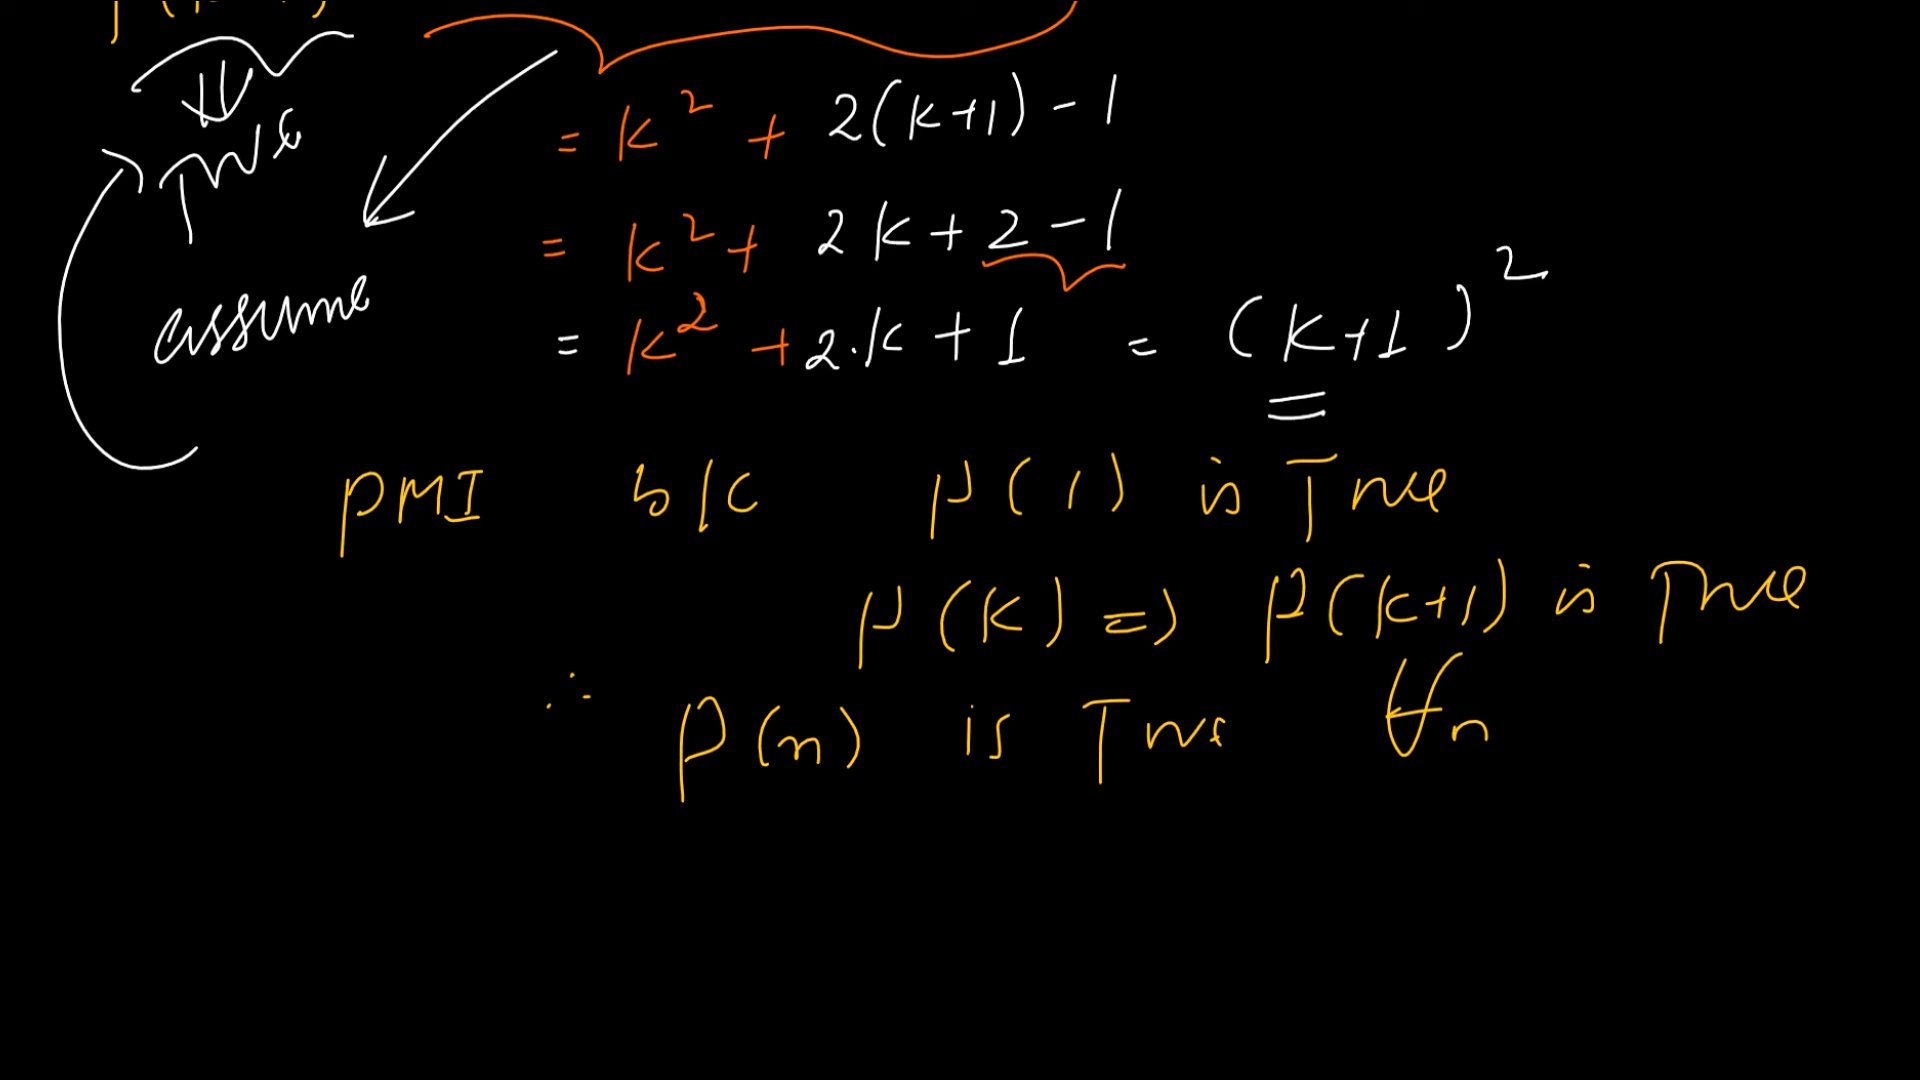 True
= k² + 2(k+1) - 1
= k² + 2k + 2 - 1
assume
= k² + 2.k + 1 = (k+1)²
PMI b/c P(1) is True
P(k) => P(k+1) is True
∴ P(n) is True ∀n